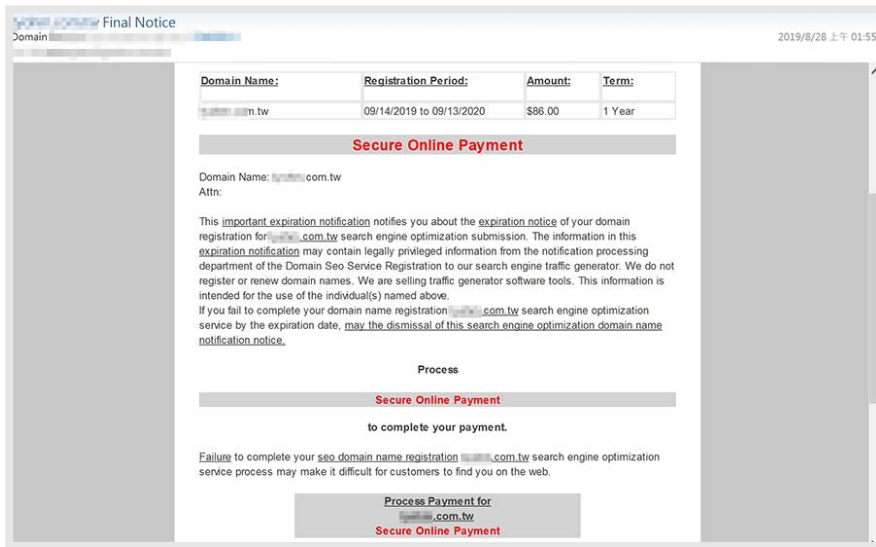 Final Notice
Domain
2019/8/28 上午 01:55
Domain Name: Registration Period: Amount: Term:
m.tw 09/14/2019 to 09/13/2020 $86.00 1 Year
Secure Online Payment
Domain Name: com.tw
Attn:
This important expiration notification notifies you about the expiration notice of your domain
registration for .com.tw search engine optimization submission. The information in this
expiration notification may contain legally privileged information from the notification processing
department of the Domain Seo Service Registration to our search engine traffic generator. We do not
register or renew domain names. We are selling traffic generator software tools. This information is
intended for the use of the individual(s) named above.
If you fail to complete your domain name registration .com.tw search engine optimization
service by the expiration date, may the dismissal of this search engine optimization domain name
notification notice.
Process
Secure Online Payment
to complete your payment.
Failure to complete your seo domain name registration .com.tw search engine optimization
service process may make it difficult for customers to find you on the web.
Process Payment for
.com.tw
Secure Online Payment